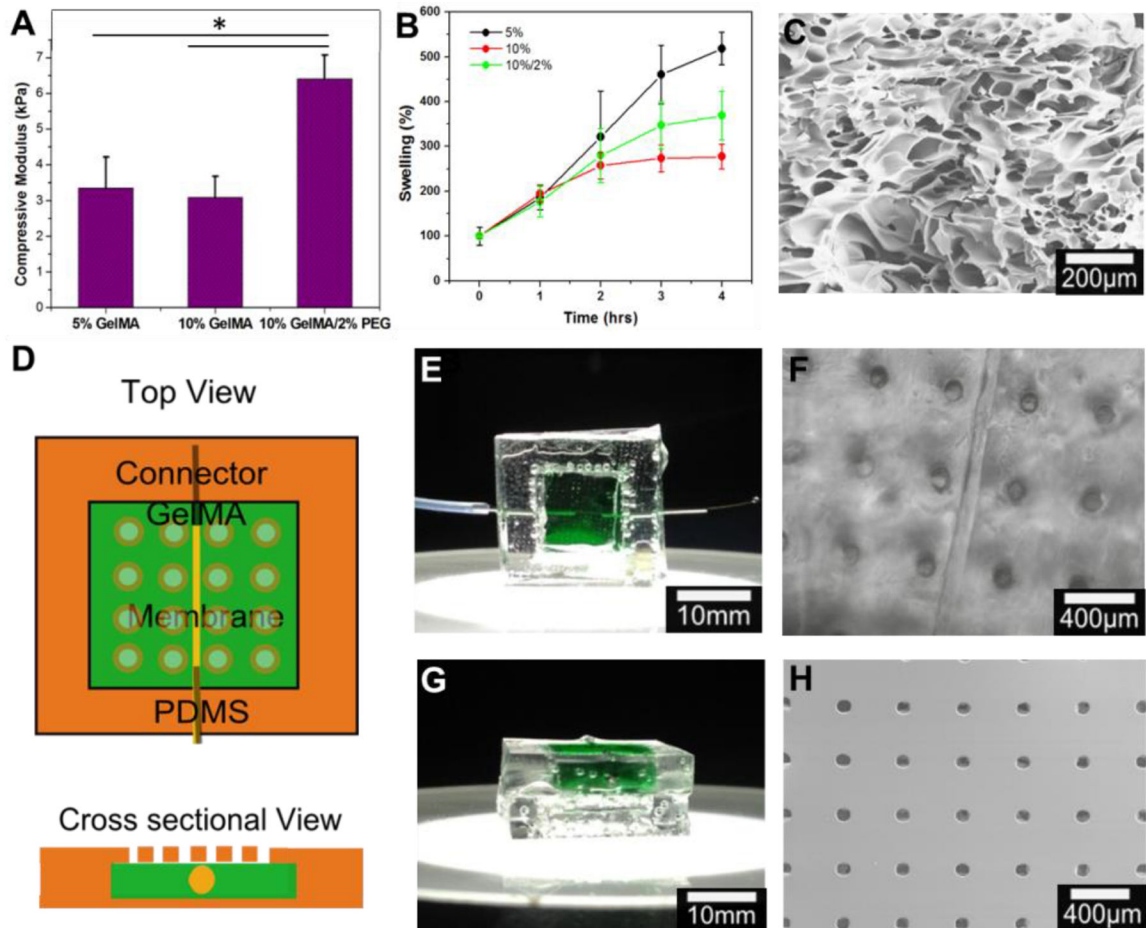 A
*
Compressive Modulus (kPa)
7
6
5
4
3
2
1
0
5% GelMA
10% GelMA
10% GelMA/2% PEG
B
5%
10%
10%/2%
Swelling (%)
600
500
400
300
200
100
0
0 1 2 3 4
Time (hrs)
C
200μm
D
Top View
Connector
GelMA
Membrane
PDMS
Cross sectional View
E
10mm
F
400μm
G
10mm
H
400μm